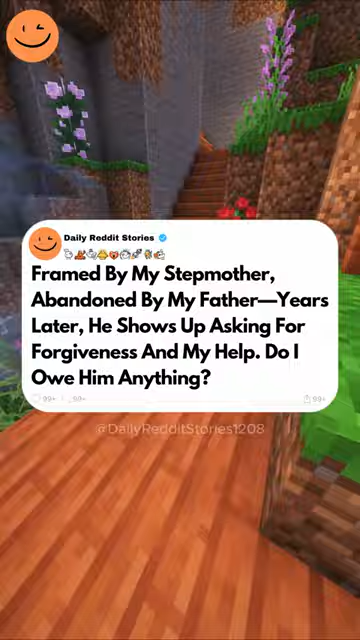 Daily Reddit Stories
Framed By My Stepmother,
Abandoned By My Father—Years
Later, He Shows Up Asking For
Forgiveness And My Help. Do I
Owe Him Anything?
99+ 99+ 99+
@DailyRedditStories1208